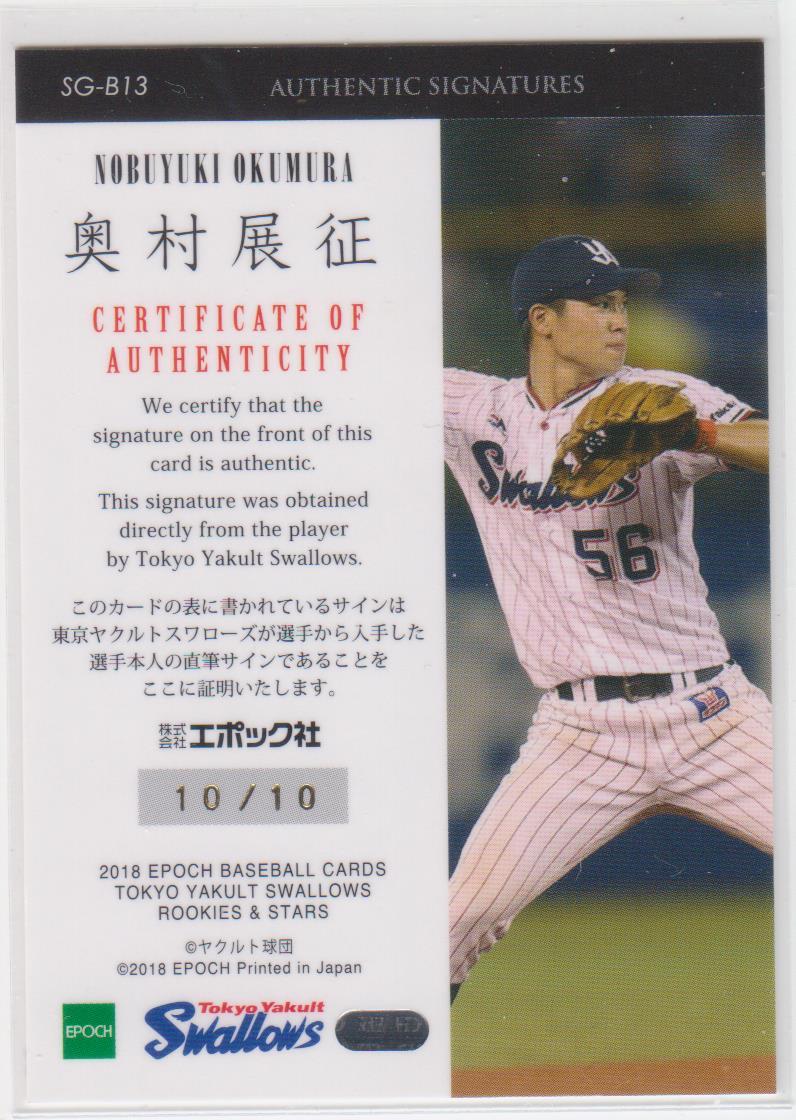 SG-B13 AUTHENTIC SIGNATURES
NOBUYUKI OKUMURA
奥村展征
CERTIFICATE OF
AUTHENTICITY
We certify that the
signature on the front of this
card is authentic.
This signature was obtained
directly from the player
by Tokyo Yakult Swallows.
このカードの表に書かれているサインは
東京ヤクルトスワローズが選手から入手した
選手本人の直筆サインであることを
ここに証明いたします。
株式会社エポック社
10/10
2018 EPOCH BASEBALL CARDS
TOKYO YAKULT SWALLOWS
ROOKIES & STARS
©ヤクルト球団
©2018 EPOCH Printed in Japan
EPOCH
Tokyo Yakult
Swallows
Swallows
56